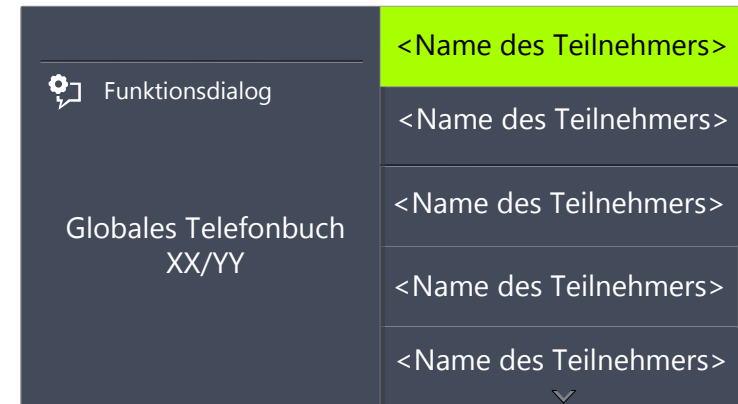 Funktionsdialog
Globales Telefonbuch
XX/YY
<Name des Teilnehmers>
<Name des Teilnehmers>
<Name des Teilnehmers>
<Name des Teilnehmers>
<Name des Teilnehmers>